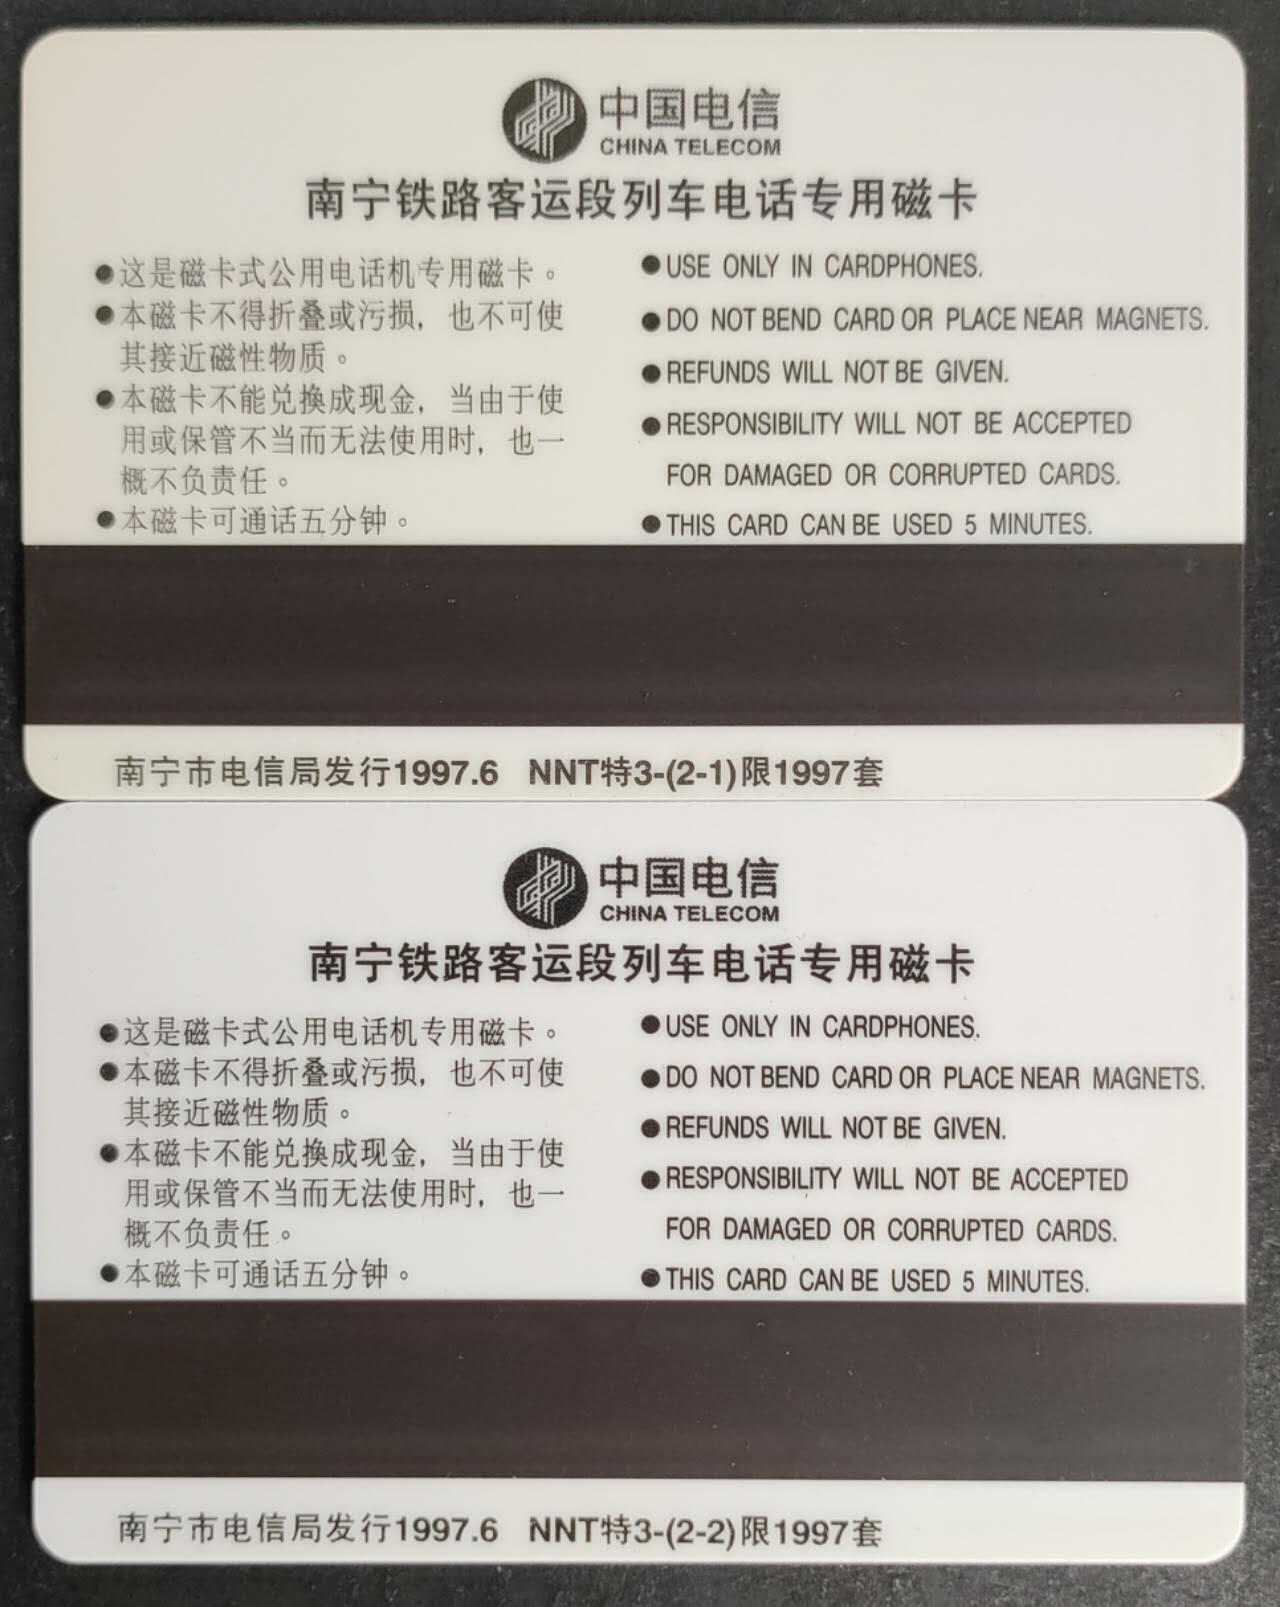 中国电信
CHINA TELECOM
南宁铁路客运段列车电话专用磁卡
●这是磁卡式公用电话机专用磁卡。
●本磁卡不得折叠或污损，也不可使
其接近磁性物质。
●本磁卡不能兑换成现金，当由于使
用或保管不当而无法使用时，也一
概不负责任。
●本磁卡可通话五分钟。
●USE ONLY IN CARDPHONES.
●DO NOT BEND CARD OR PLACE NEAR MAGNETS.
●REFUNDS WILL NOT BE GIVEN.
●RESPONSIBILITY WILL NOT BE ACCEPTED
FOR DAMAGED OR CORRUPTED CARDS.
●THIS CARD CAN BE USED 5 MINUTES.
南宁市电信局发行1997.6 NNT特3-(2-1)限1997套
中国电信
CHINA TELECOM
南宁铁路客运段列车电话专用磁卡
●这是磁卡式公用电话机专用磁卡。
●本磁卡不得折叠或污损，也不可使
其接近磁性物质。
●本磁卡不能兑换成现金，当由于使
用或保管不当而无法使用时，也一
概不负责任。
●本磁卡可通话五分钟。
●USE ONLY IN CARDPHONES.
●DO NOT BEND CARD OR PLACE NEAR MAGNETS.
●REFUNDS WILL NOT BE GIVEN.
●RESPONSIBILITY WILL NOT BE ACCEPTED
FOR DAMAGED OR CORRUPTED CARDS.
●THIS CARD CAN BE USED 5 MINUTES.
南宁市电信局发行1997.6 NNT特3-(2-2)限1997套